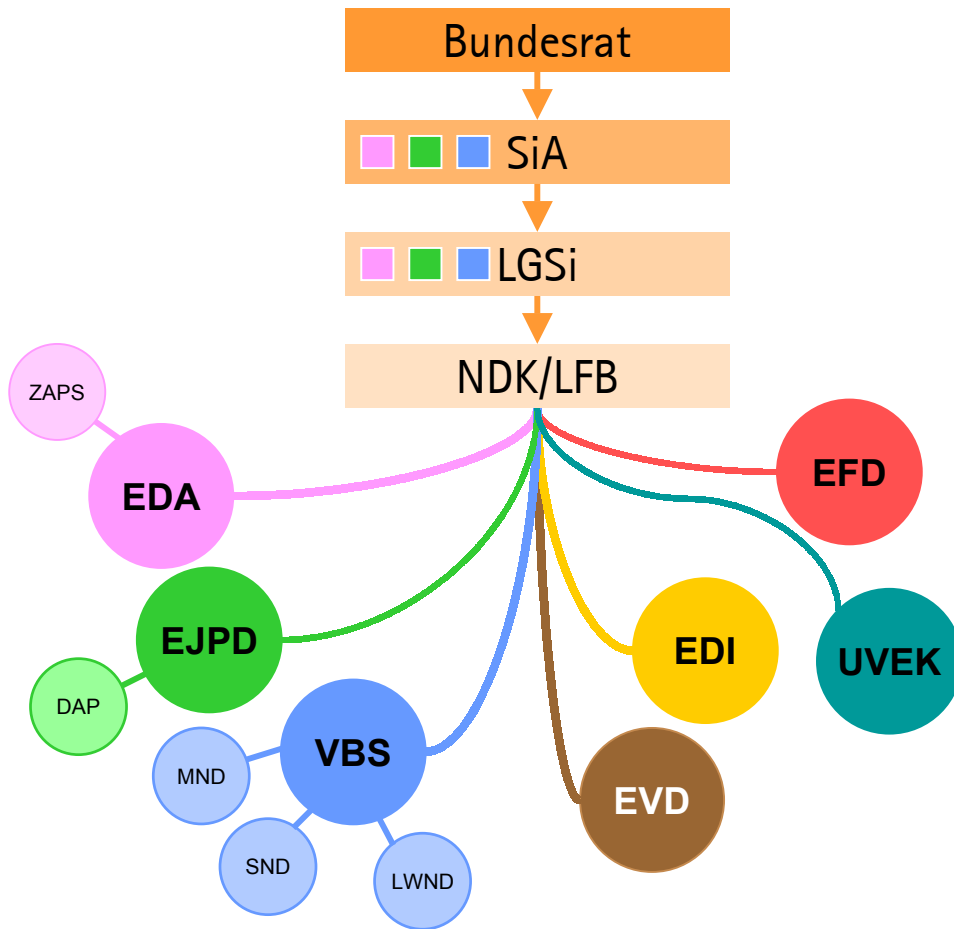 Bundesrat
SiA
LGSi
NDK/LFB
ZAPS
EDA
EFD
EJPD
EDI
UVEK
DAP
VBS
MND
EVD
SND
LWND